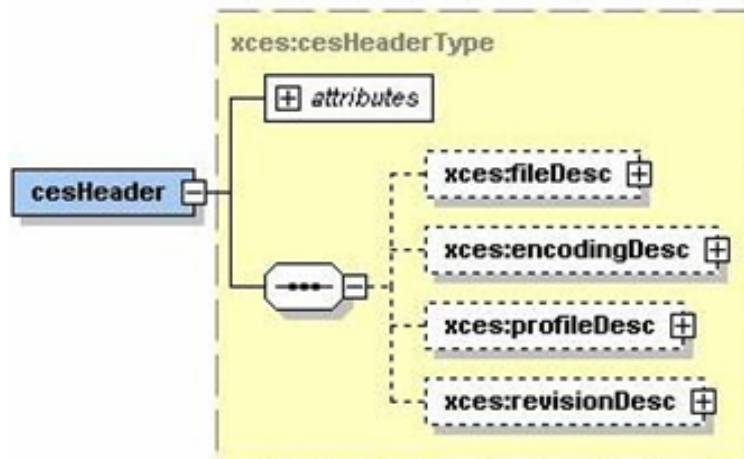 xces:cesHeaderType
attributes
cesHeader
xces:fileDesc
xces:encodingDesc
xces:profileDesc
xces:revisionDesc